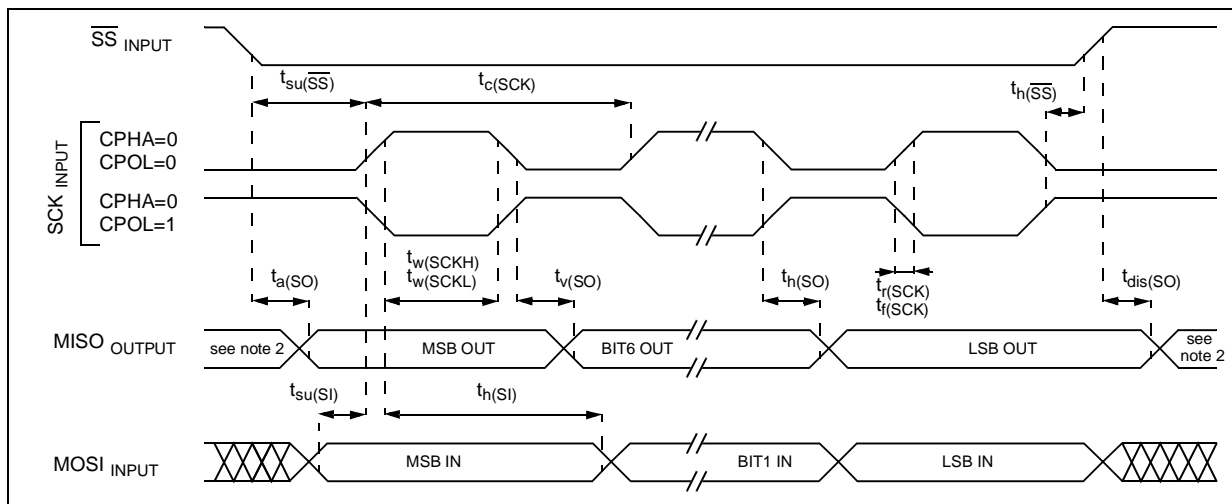 SS INPUT
tsu(SS)
tc(SCK)
th(SS)
SCK INPUT
CPHA=0
CPOL=0
CPHA=0
CPOL=1
tw(SCKH)
tw(SCKL)
ta(SO)
tv(SO)
th(SO)
tr(SCK)
tf(SCK)
tdis(SO)
MISO OUTPUT
see note 2
MSB OUT
BIT6 OUT
LSB OUT
see
note 2
tsu(SI)
th(SI)
MOSI INPUT
MSB IN
BIT1 IN
LSB IN